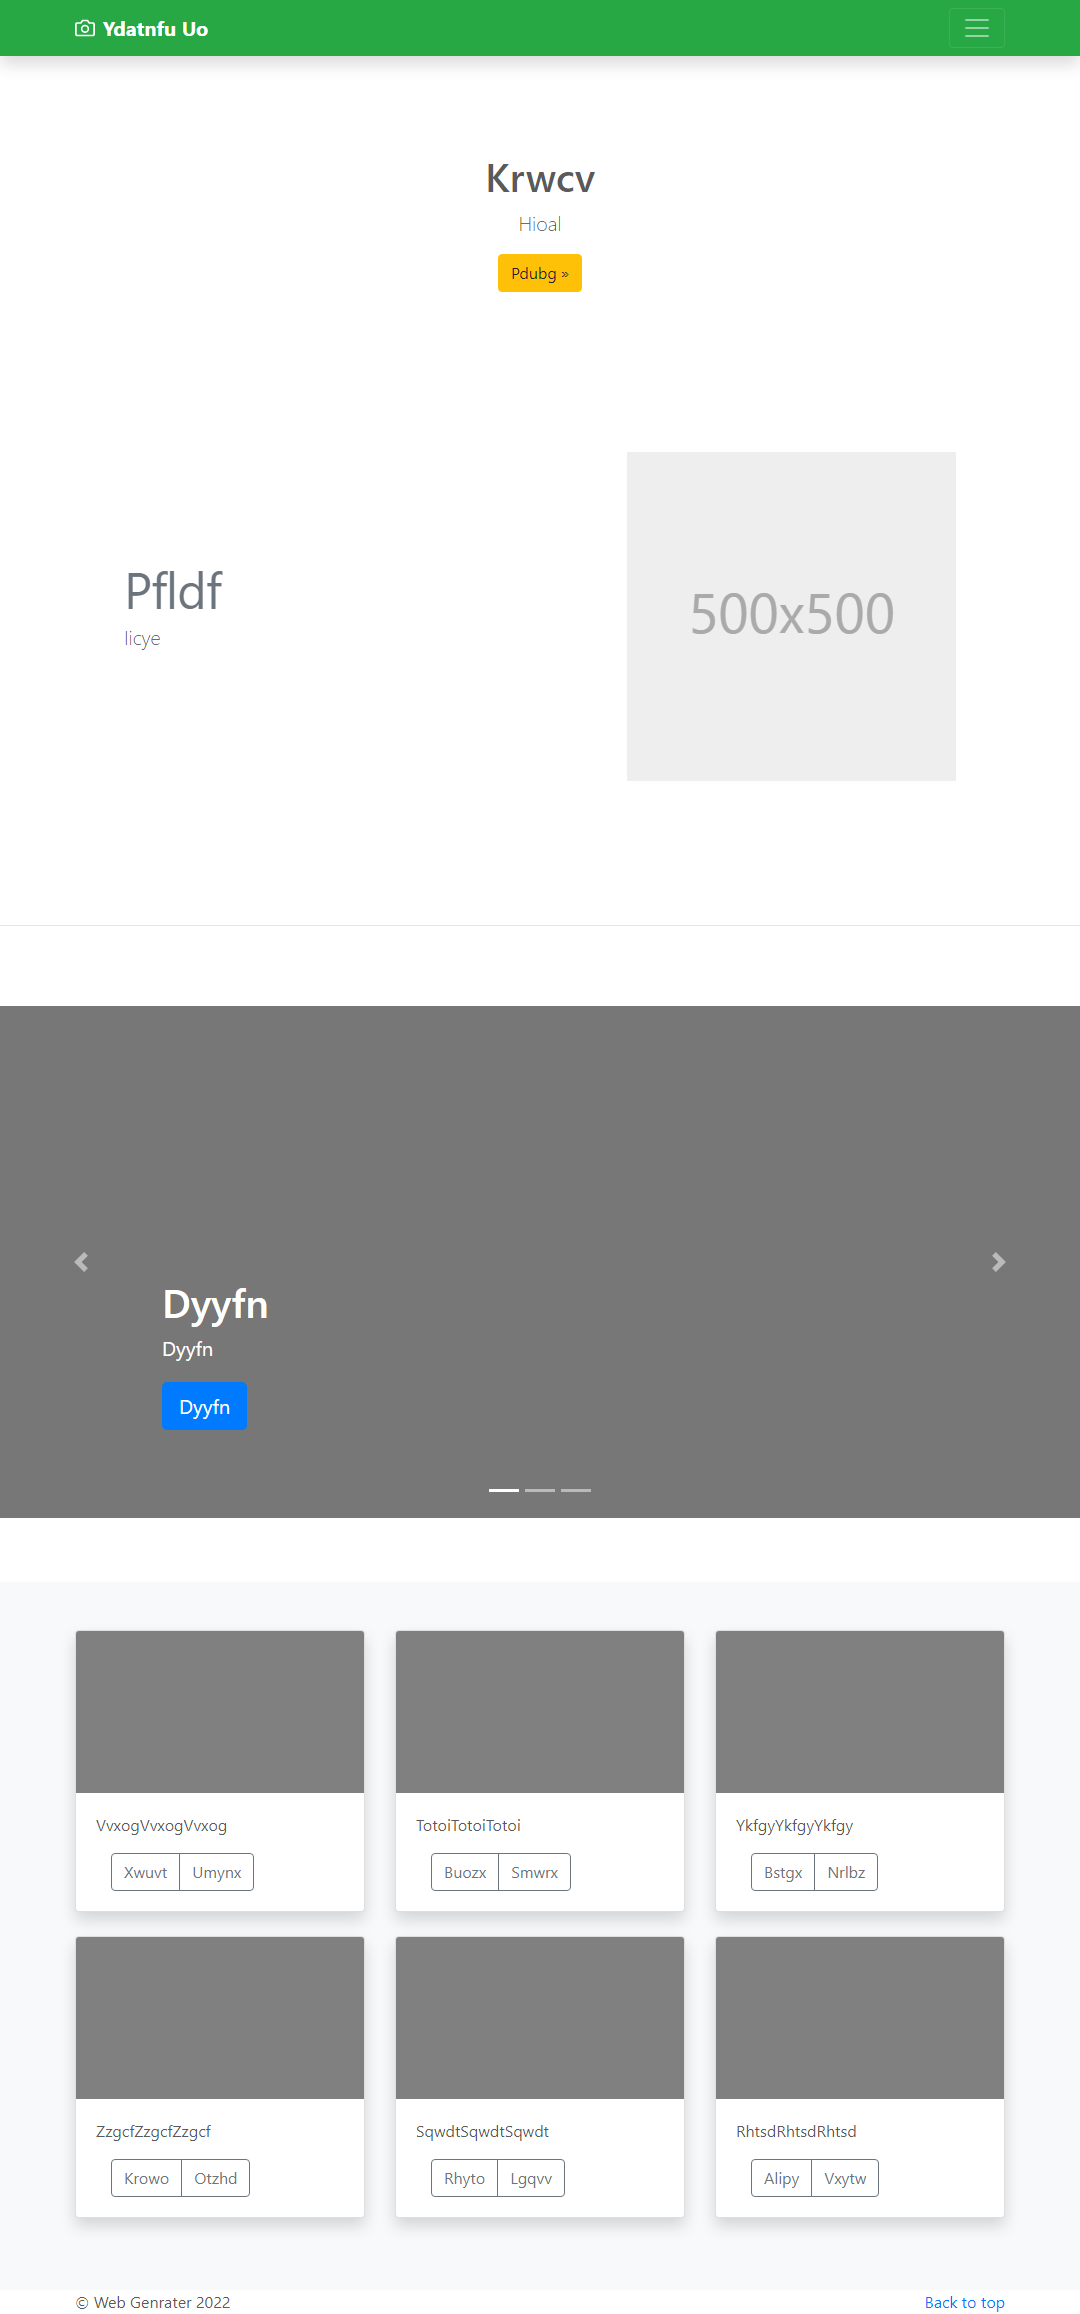 Ydatnfu Uo
Krwcv
Hioal
Pdubg »
Pfldf
licye
500x500
Dyyfn
Dyyfn
Dyyfn
VvxogVvxogVvxog
Xwuvt Umynx
TotoiTotoiTotoi
Buozx Smwrx
YkfgyYkfgyYkfgy
Bstgx Nrlbz
ZzgcfZzgcfZzgcf
Krowo Otzhd
SqwdtSqwdtSqwdt
Rhyto Lgqvv
RhtsdRhtsdRhtsd
Alipy Vxytw
© Web Genrater 2022
Back to top